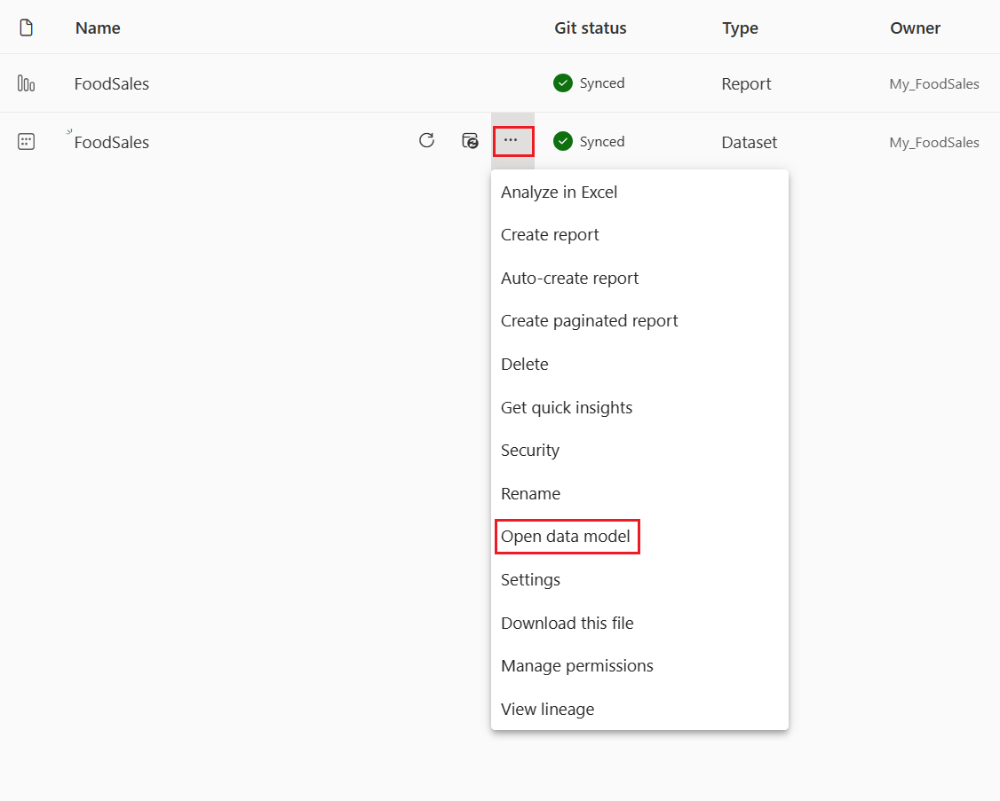 Name Git status Type Owner
FoodSales Synced Report My_FoodSales
FoodSales ... Synced Dataset My_FoodSales
Analyze in Excel
Create report
Auto-create report
Create paginated report
Delete
Get quick insights
Security
Rename
Open data model
Settings
Download this file
Manage permissions
View lineage